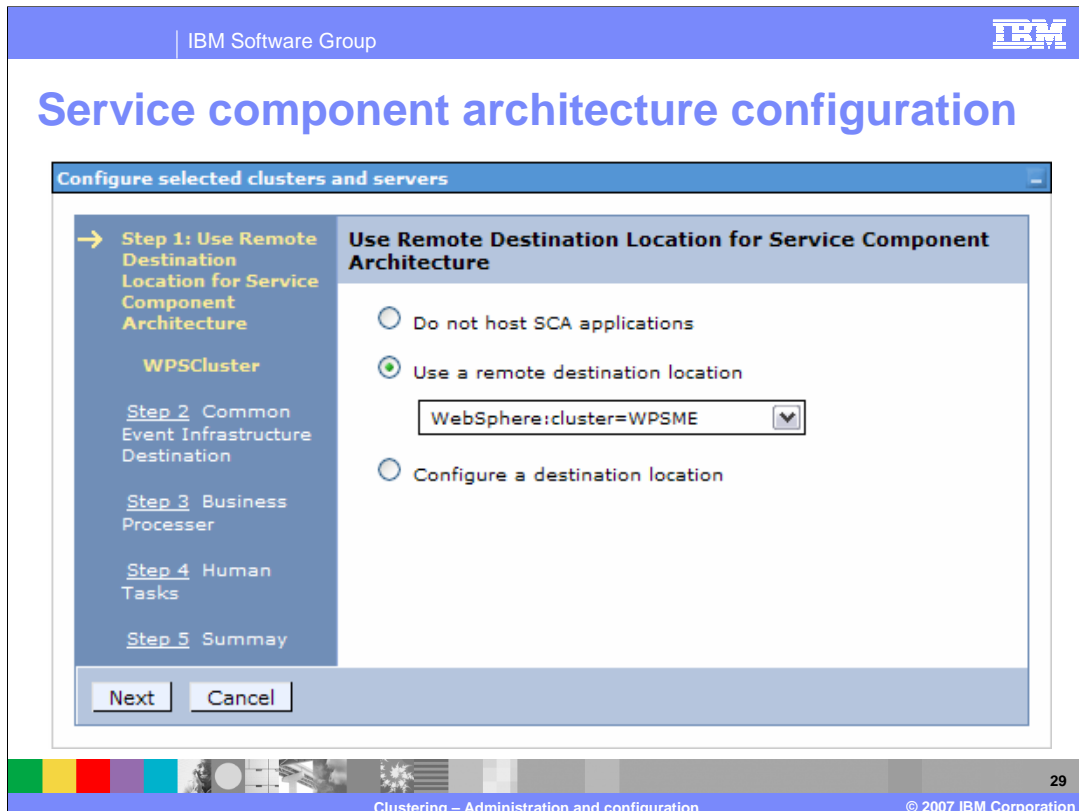 IBM Software Group
IBM
Service component architecture configuration
Configure selected clusters and servers
Step 1: Use Remote
Destination
Location for Service
Component
Architecture
WPSCluster
Step 2 Common
Event Infrastructure
Destination
Step 3 Business
Processer
Step 4 Human
Tasks
Step 5 Summay
Use Remote Destination Location for Service Component
Architecture
Do not host SCA applications
Use a remote destination location
WebSphere:cluster=WPSME
Configure a destination location
Next
Cancel
29
Clustering – Administration and configuration
© 2007 IBM Corporation